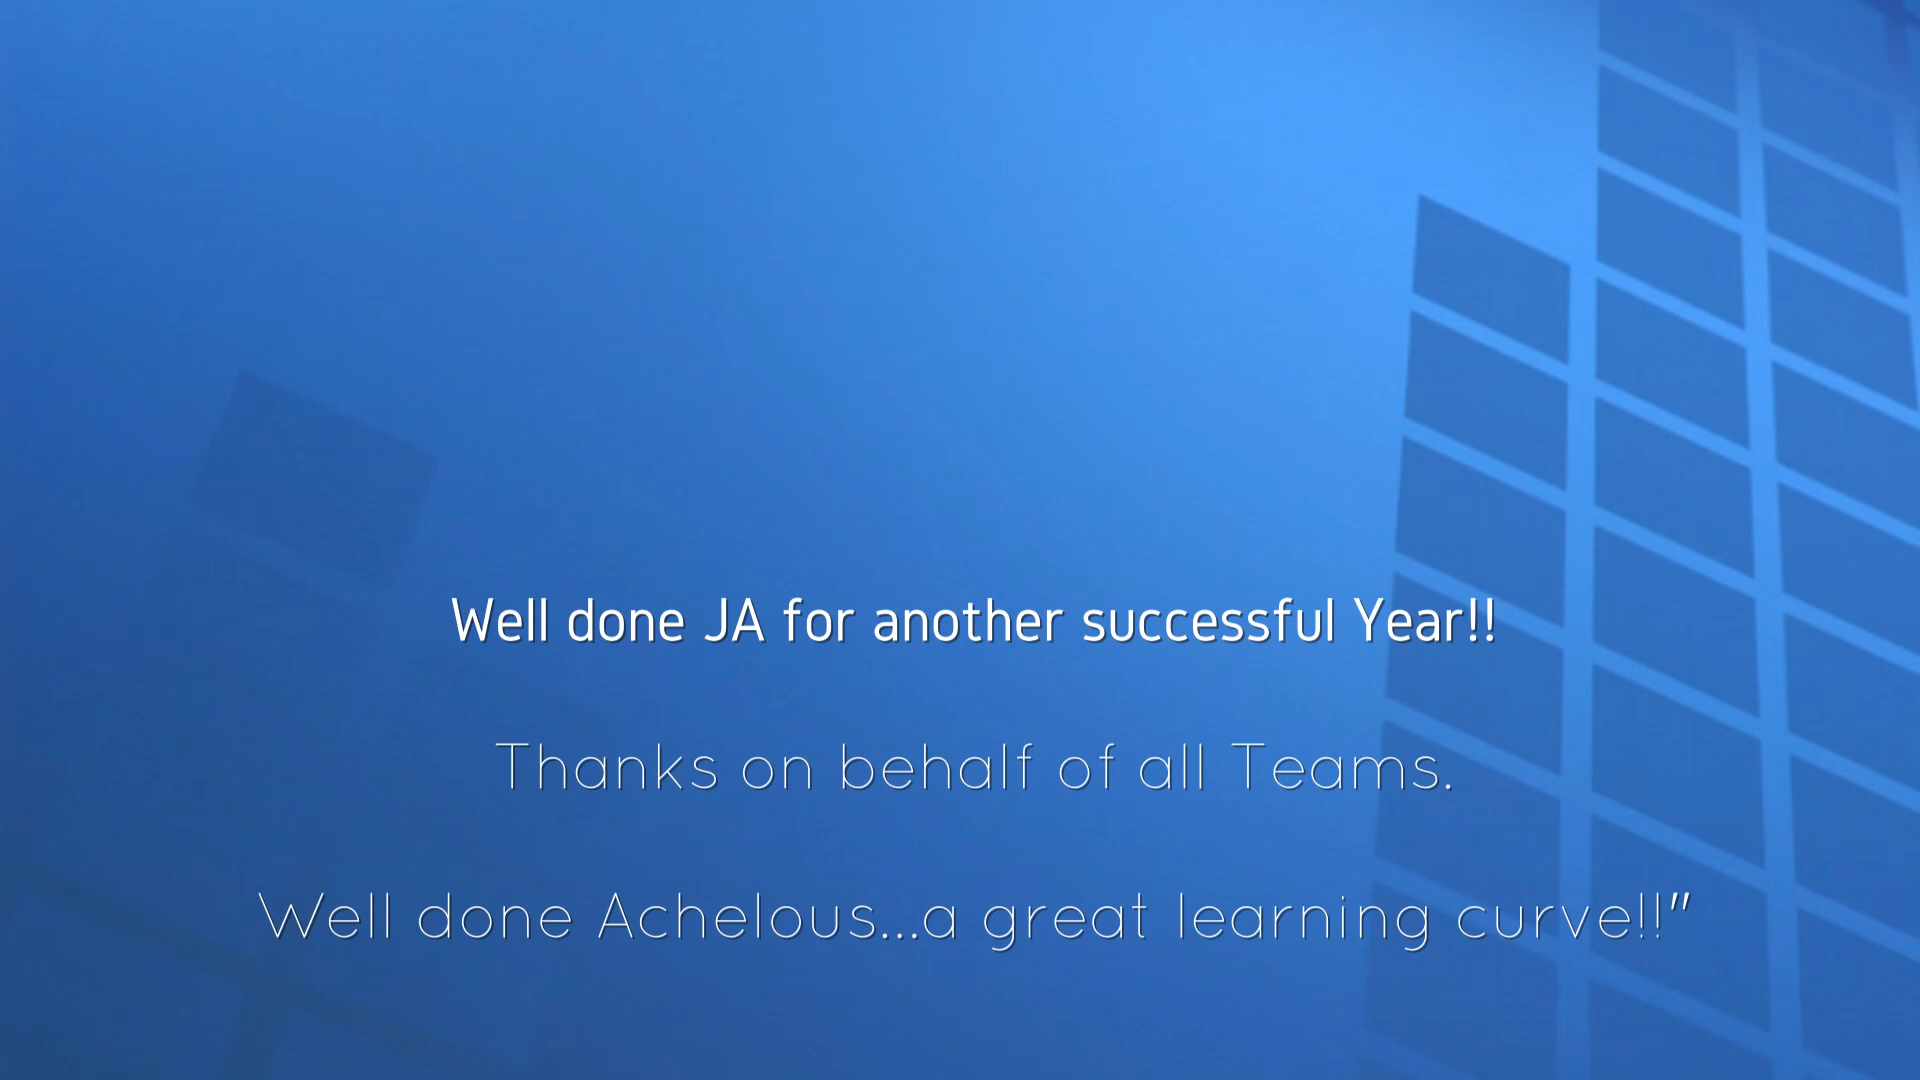 Well done JA for another successful Year!!
Thanks on behalf of all Teams.
Well done Achelous...a great learning curve!!"